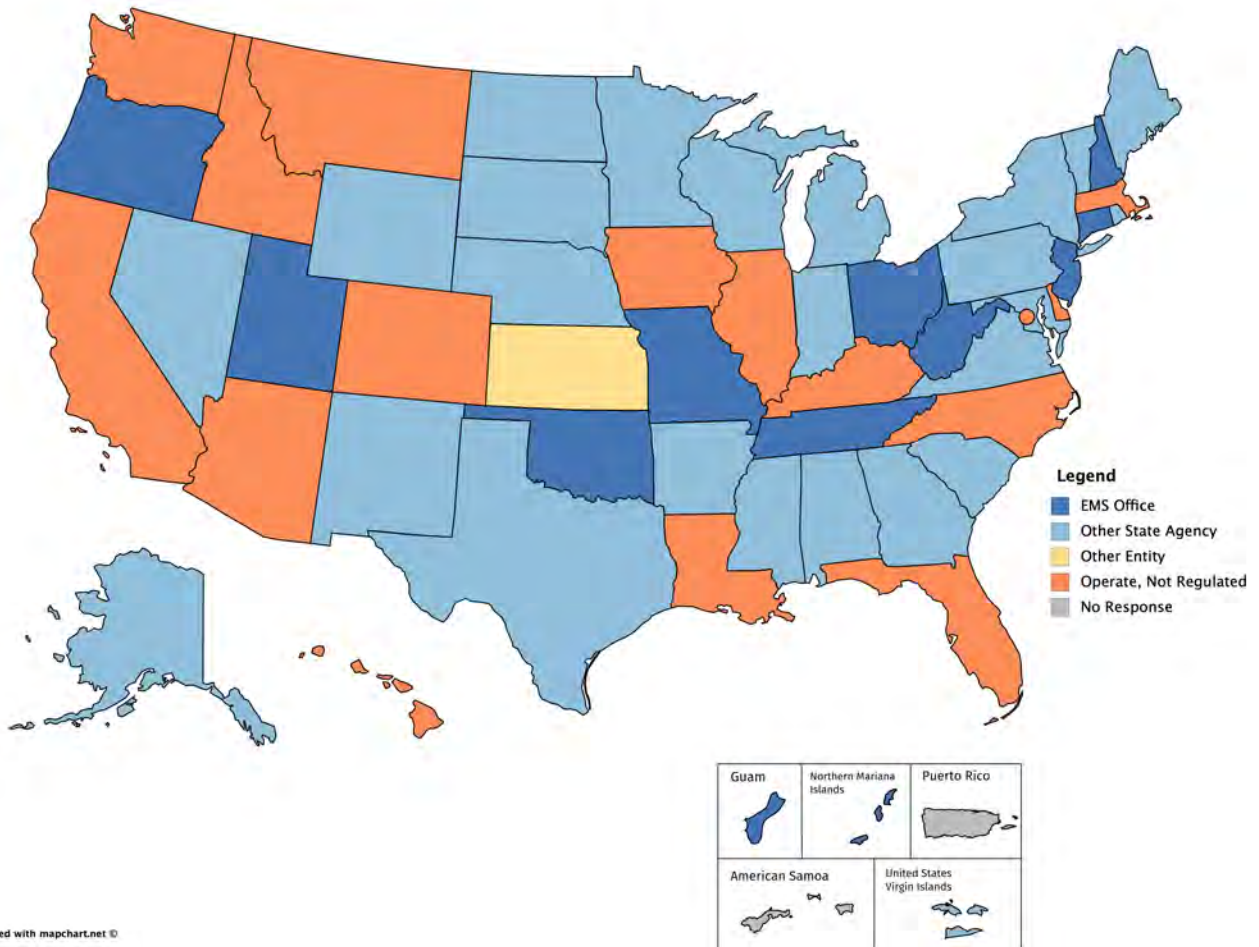 Legend
EMS Office
Other State Agency
Other Entity
Operate, Not Regulated
No Response
Guam
Northern Mariana
Islands
Puerto Rico
American Samoa
United States
Virgin Islands
ed with mapchart.net ©